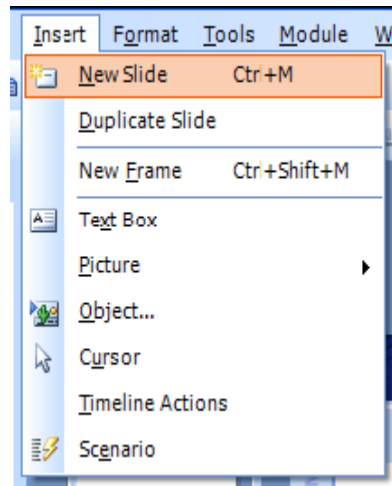 Insert Format Tools Module W
New Slide Ctrl+M
Duplicate Slide
New Frame Ctrl+Shift+M
Text Box
Picture
Object...
Cursor
Timeline Actions
Scenario